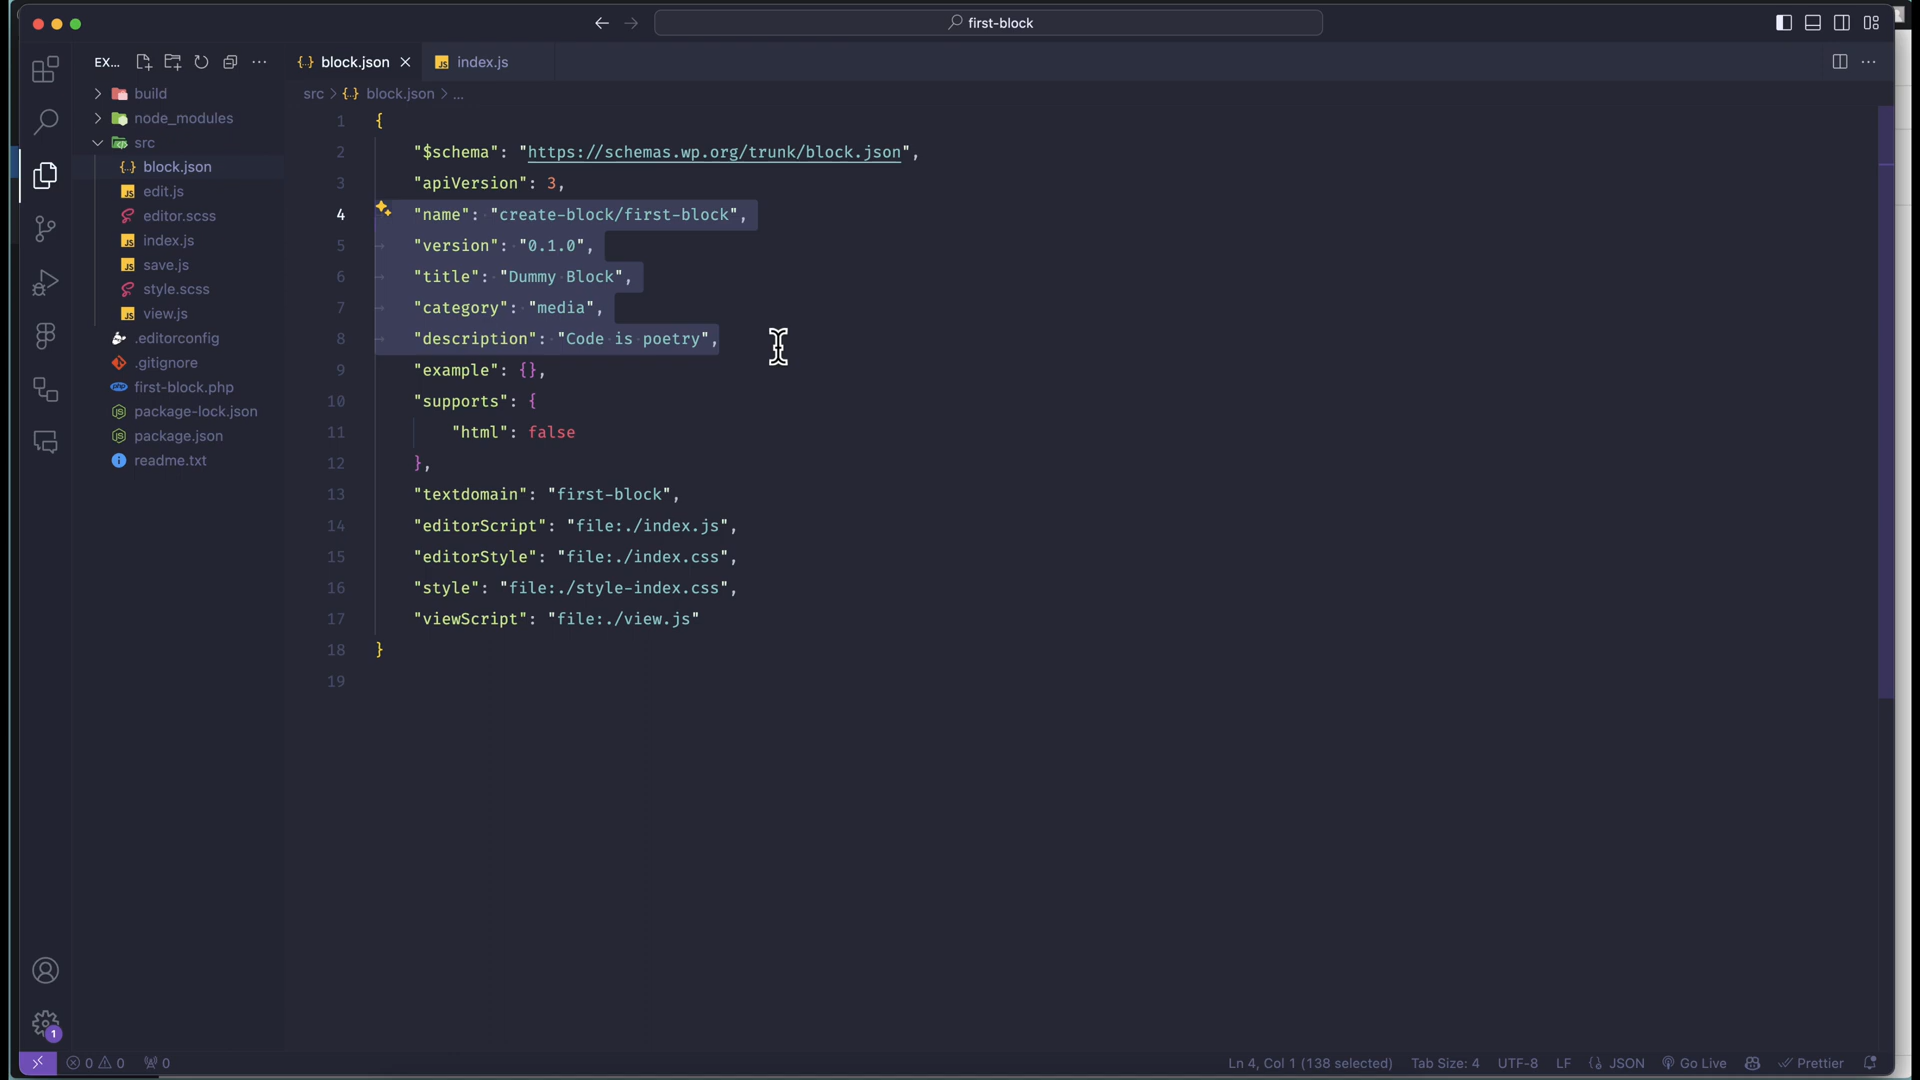 first-block
EX...
block.json
index.js
build
node_modules
src
block.json
edit.js
editor.scss
index.js
save.js
style.scss
view.js
.editorconfig
.gitignore
first-block.php
package-lock.json
package.json
readme.txt
src > {..} block.json > ...
1 {
2 "$schema": "https://schemas.wp.org/trunk/block.json",
3 "apiVersion": 3,
4 "name": "create-block/first-block",
5 "version": "0.1.0",
6 "title": "Dummy Block",
7 "category": "media",
8 "description": "Code is poetry",
9 "example": {},
10 "supports": {
11 "html": false
12 },
13 "textdomain": "first-block",
14 "editorScript": "file:./index.js",
15 "editorStyle": "file:./index.css",
16 "style": "file:./style-index.css",
17 "viewScript": "file:./view.js"
18 }
19
1
0 0 0 Ln 4, Col 1 (138 selected) Tab Size: 4 UTF-8 LF {} JSON Go Live Prettier